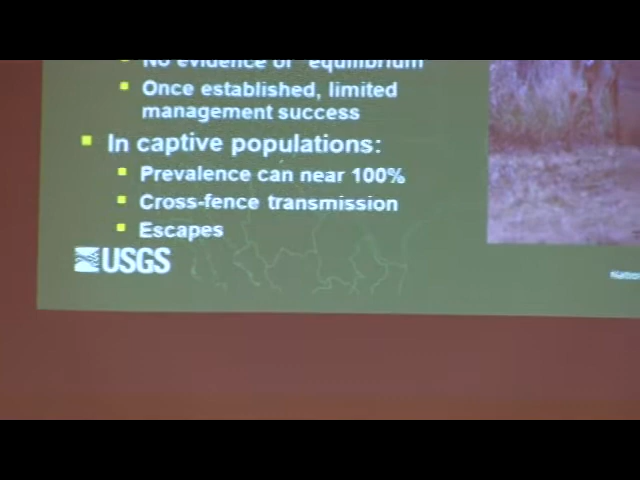 No evidence of "equilibrium
Once established, limited
management success
In captive populations:
Prevalence can near 100%
Cross-fence transmission
Escapes
USGS